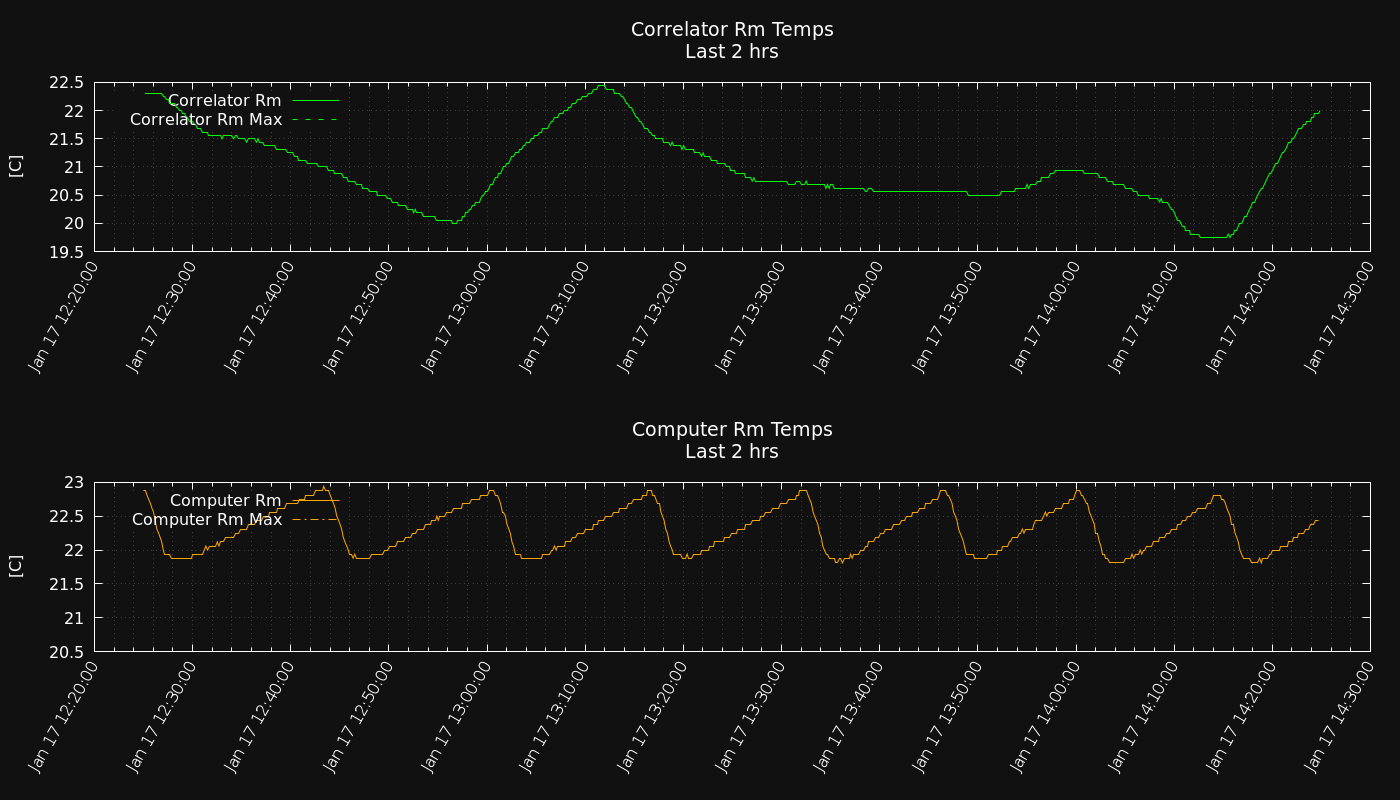 Correlator Rm Temps
Last 2 hrs
22.5
22
21.5
21
20.5
20
19.5
[C]
Correlator Rm
Correlator Rm Max
Jan 17 12:20:00
Jan 17 12:30:00
Jan 17 12:40:00
Jan 17 12:50:00
Jan 17 13:00:00
Jan 17 13:10:00
Jan 17 13:20:00
Jan 17 13:30:00
Jan 17 13:40:00
Jan 17 13:50:00
Jan 17 14:00:00
Jan 17 14:10:00
Jan 17 14:20:00
Jan 17 14:30:00
Computer Rm Temps
Last 2 hrs
23
22.5
22
21.5
21
20.5
[C]
Computer Rm
Computer Rm Max
Jan 17 12:20:00
Jan 17 12:30:00
Jan 17 12:40:00
Jan 17 12:50:00
Jan 17 13:00:00
Jan 17 13:10:00
Jan 17 13:20:00
Jan 17 13:30:00
Jan 17 13:40:00
Jan 17 13:50:00
Jan 17 14:00:00
Jan 17 14:10:00
Jan 17 14:20:00
Jan 17 14:30:00